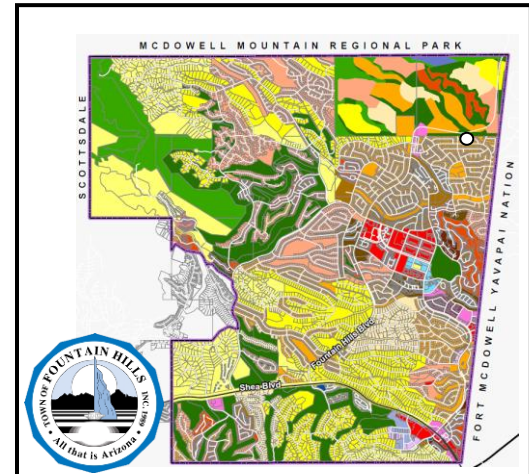 MCDOWELL MOUNTAIN REGIONAL PARK
SCOTTSDALE
FORT MCDOWELL YAVAPAI NATION
Fountain Hills Blvd
Shea Blvd
TOWN OF FOUNTAIN HILLS INC. 1989
All that is Arizona